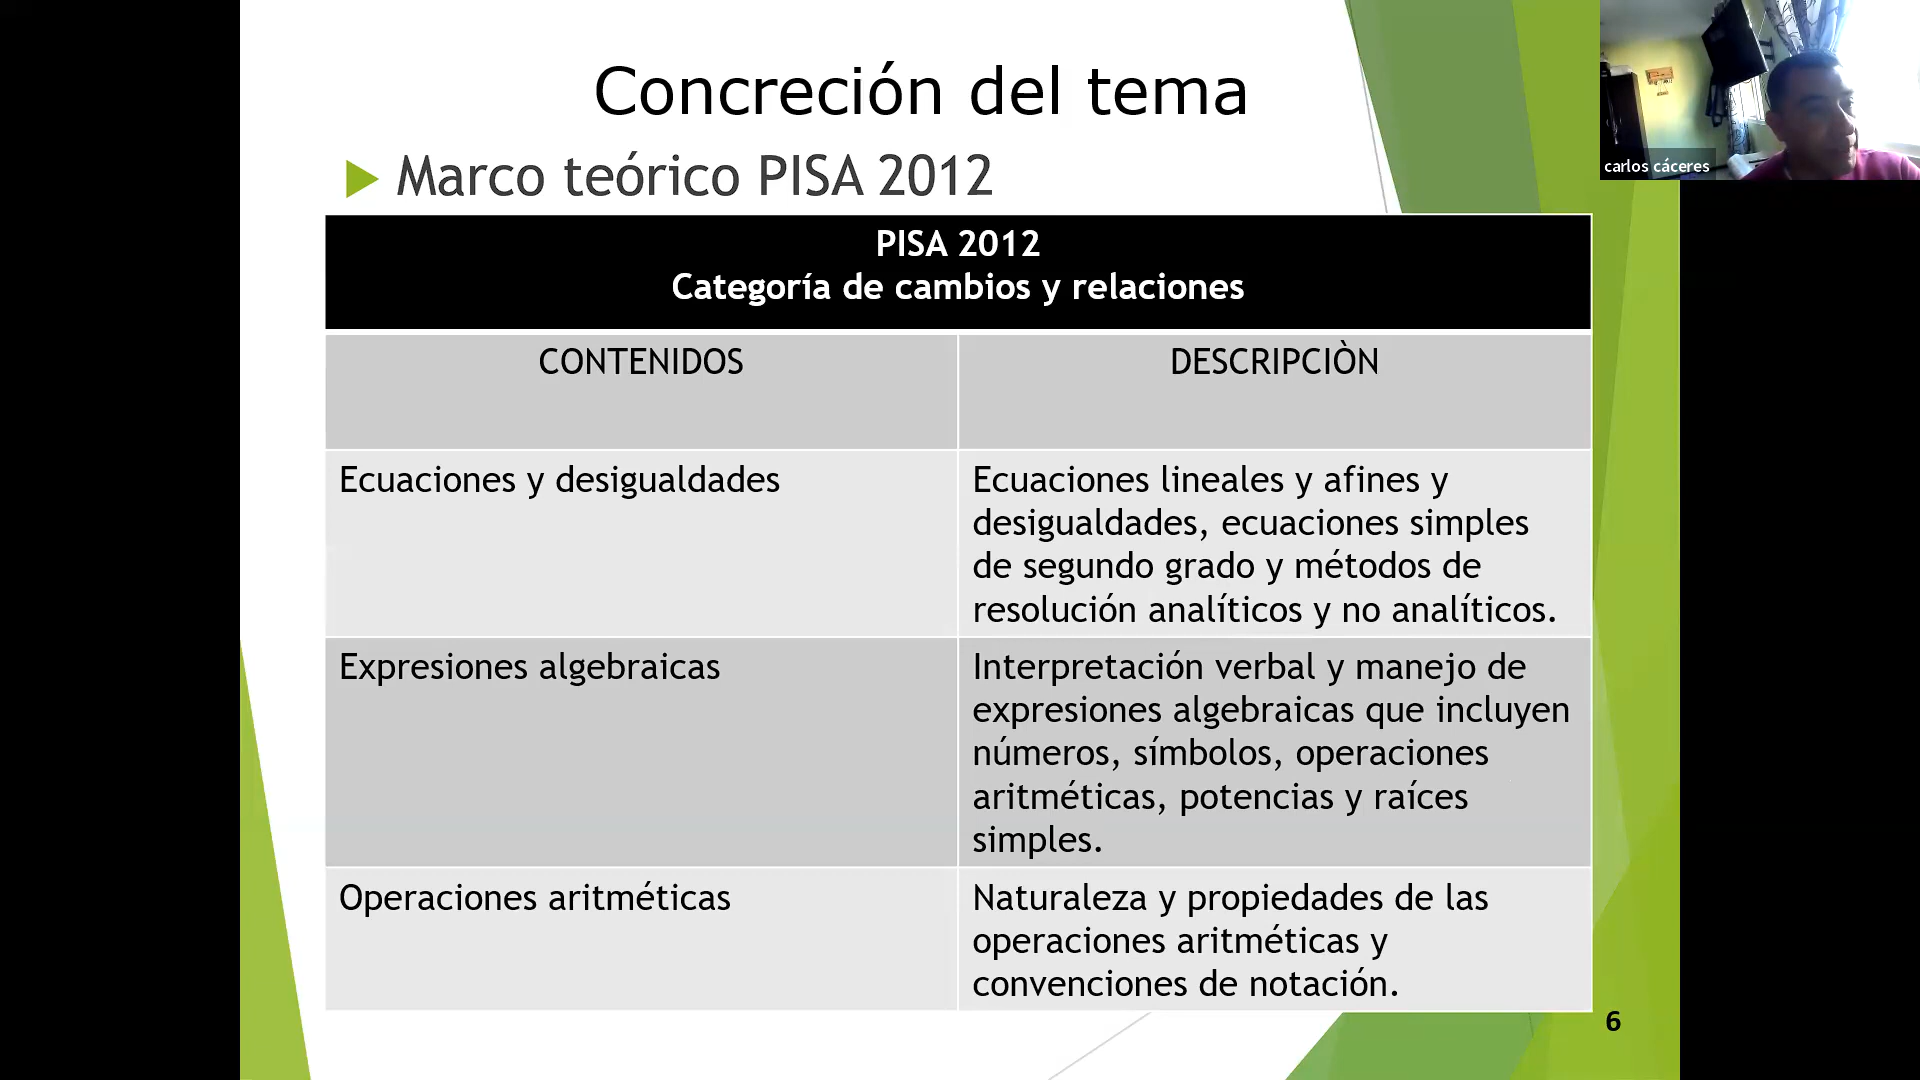 Concreción del tema
Marco teórico PISA 2012
PISA 2012
Categoría de cambios y relaciones
CONTENIDOS
DESCRIPCIÒN
Ecuaciones y desigualdades
Ecuaciones lineales y afines y
desigualdades, ecuaciones simples
de segundo grado y métodos de
resolución analíticos y no analíticos.
Expresiones algebraicas
Interpretación verbal y manejo de
expresiones algebraicas que incluyen
números, símbolos, operaciones
aritméticas, potencias y raíces
simples.
Operaciones aritméticas
Naturaleza y propiedades de las
operaciones aritméticas y
convenciones de notación.
6
carlos cáceres